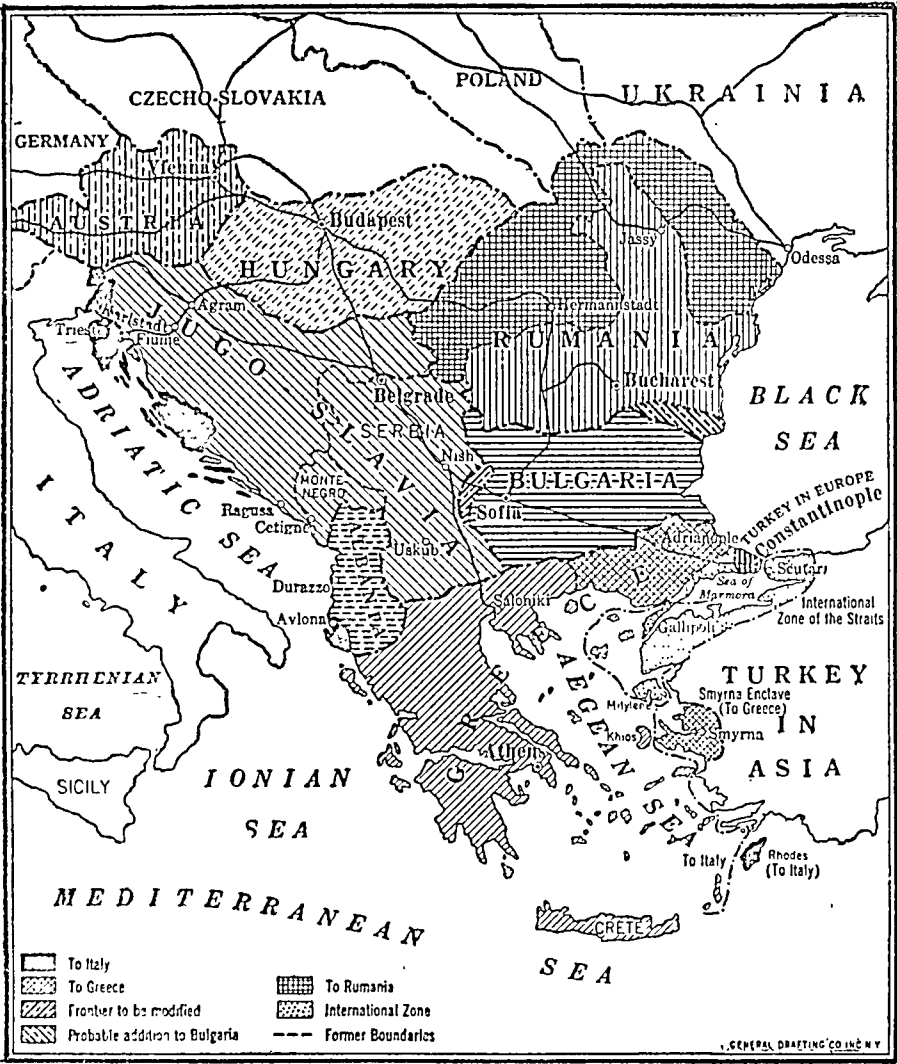 POLAND
UKRAINIA
CZECHO-SLOVAKIA
GERMANY
Vienna
AUSTRIA
Budapest
HUNGARY
Jassy
Odessa
Agram
Hermannstadt
Karlstadt
Trieste
Fiume
JUGO-SLAVIA
RUMANIA
Bucharest
Belgrade
SERBIA
BLACK
SEA
ADRIATIC SEA
ITALY
Nish
MONTE-
NEGRO
BULGARIA
Sofia
Ragusa
Cetigne
Uskub
TURKEY IN EUROPE
Constantinople
Adrianople
Scutari
Sea of
Marmora
Durazzo
ALBANIA
Saloniki
International
Zone of the Straits
Avlona
Gallipoli
GREECE
AEGEAN SEA
TYRRHENIAN
SEA
TURKEY
IN
ASIA
Smyrna Enclave
(To Greece)
Mitylene
Khios
Smyrna
Athens
SICILY
IONIAN
SEA
To Italy
Rhodes
(To Italy)
MEDITERRANEAN
SEA
CRETE
To Italy
To Greece
Frontier to be modified
Probable addition to Bulgaria
To Rumania
International Zone
Former Boundaries
GENERAL DRAFTING CO INC N Y